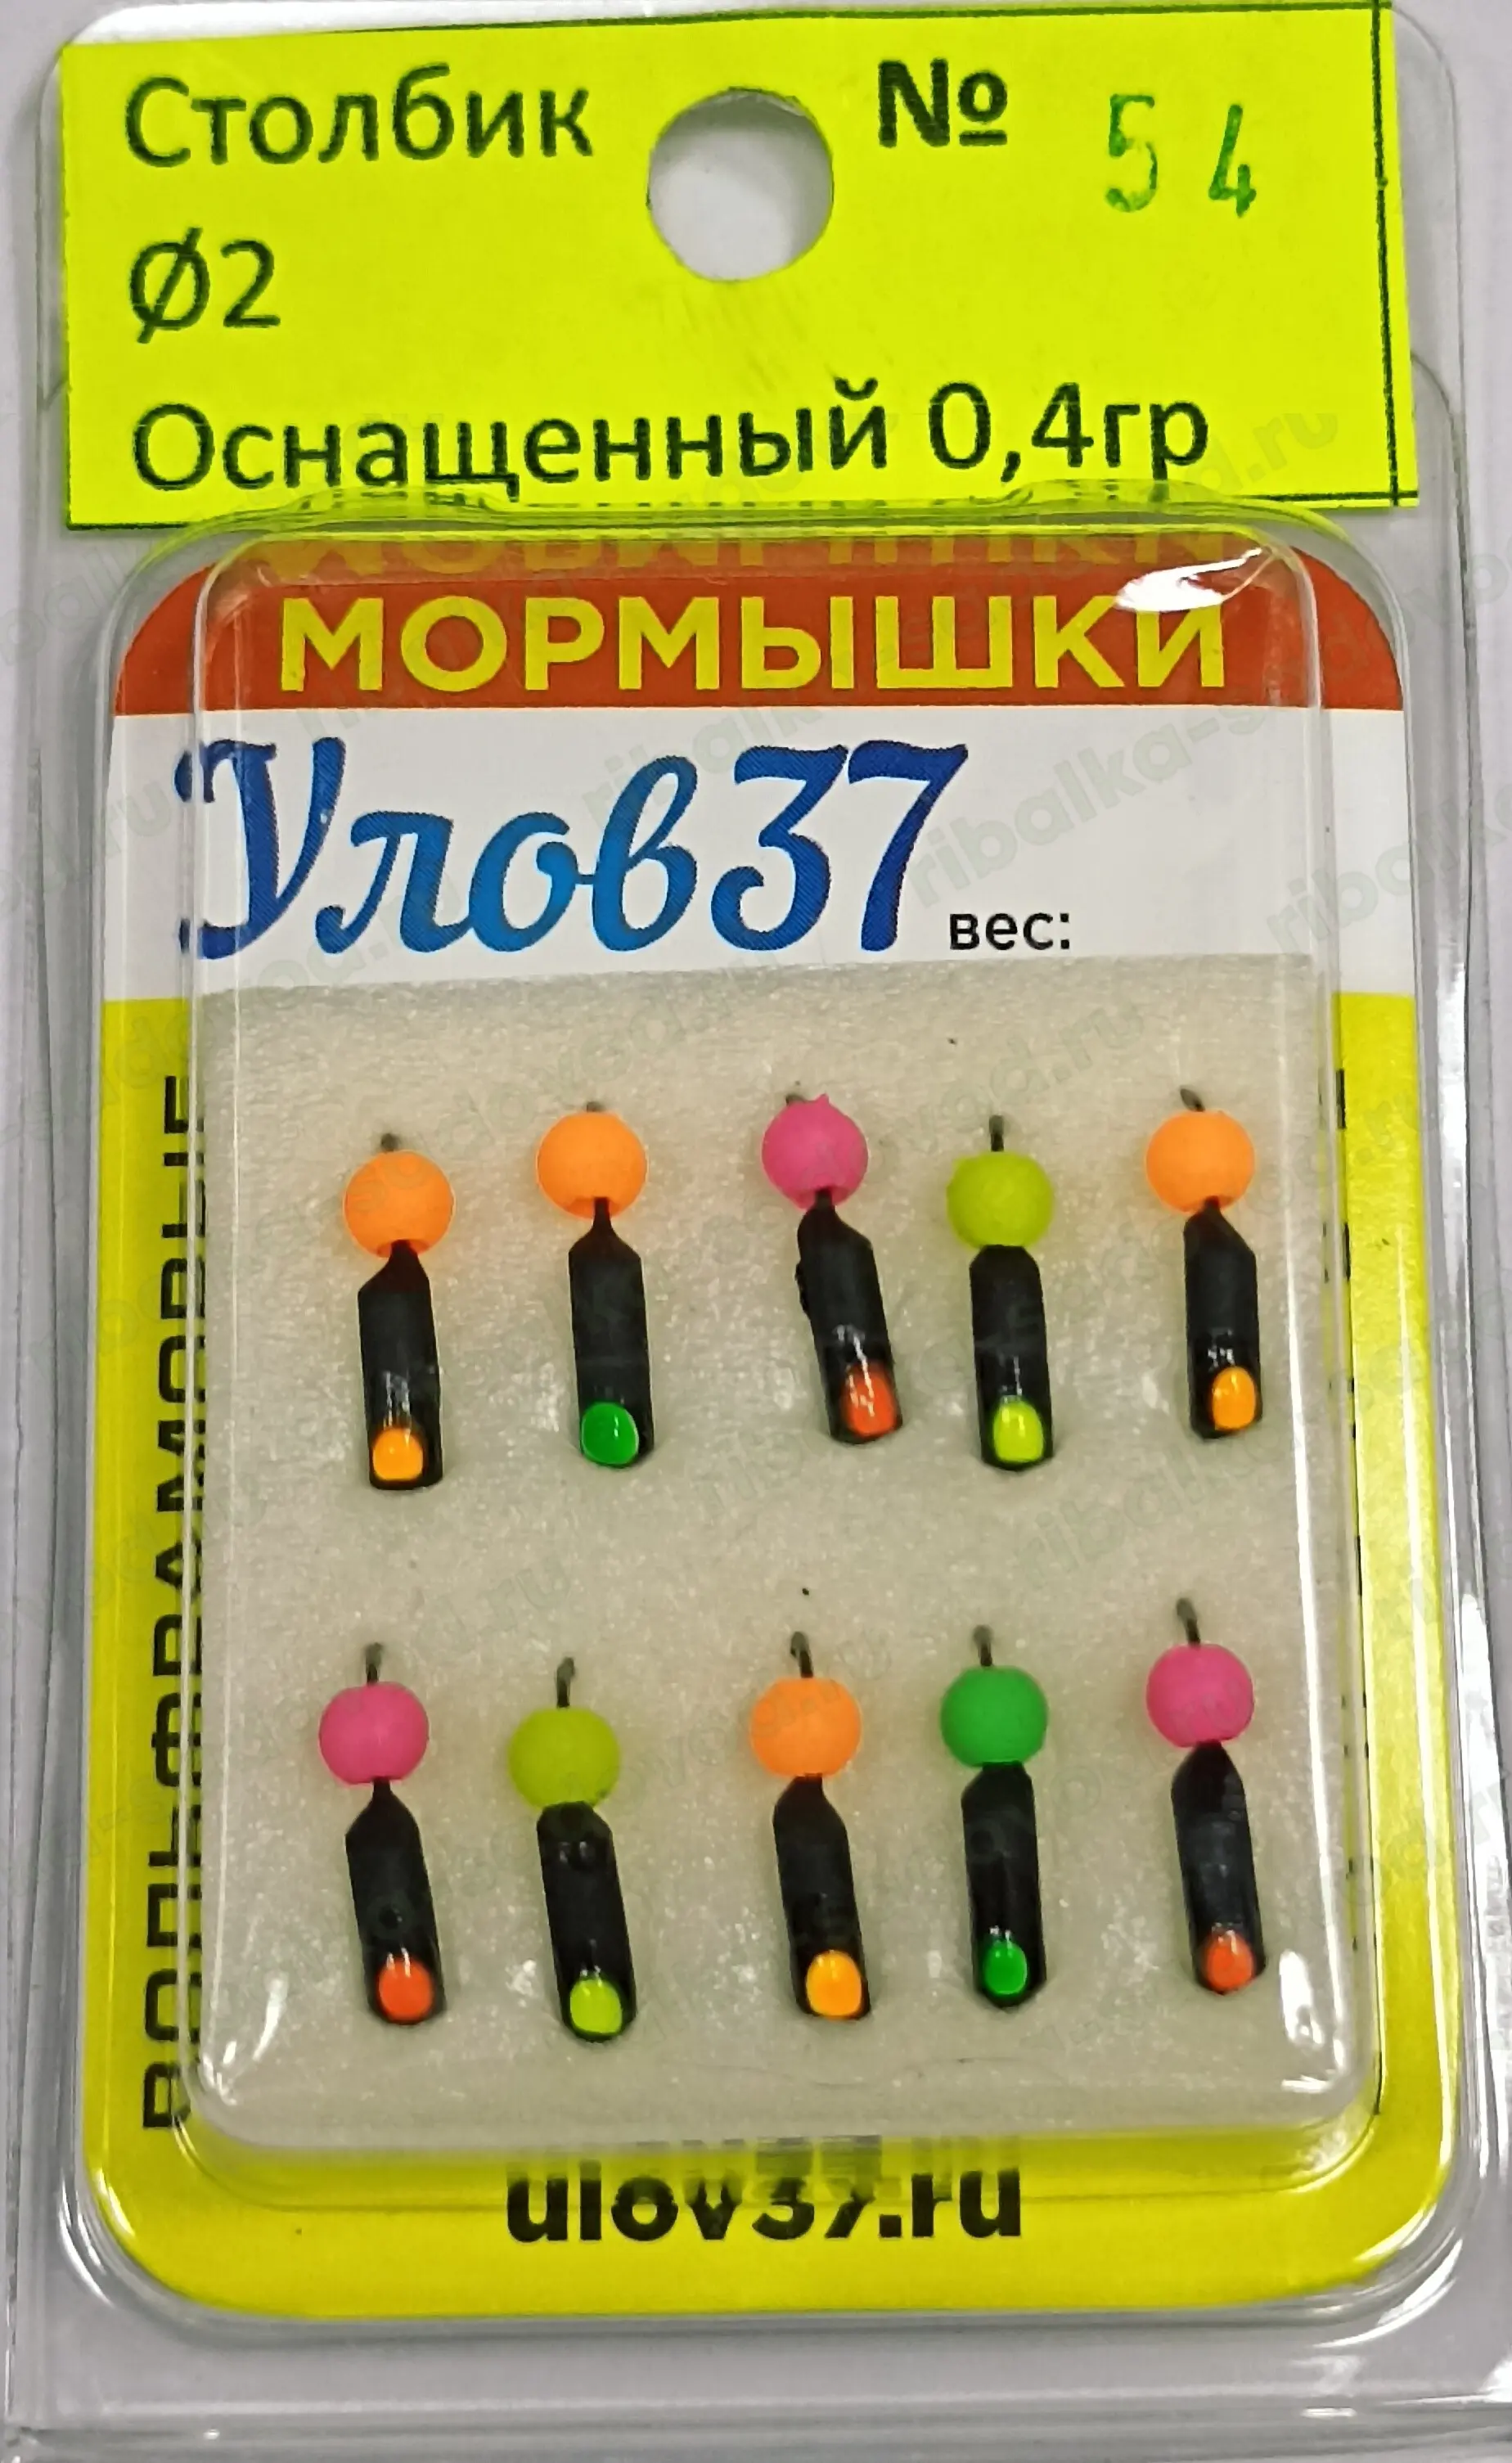 Столбик № 54
Ø2
Оснащенный 0,4гр
МОРМЫШКИ
Улов37 вес:
ВОЛЬФРАМОВЫЕ
ulov37.ru